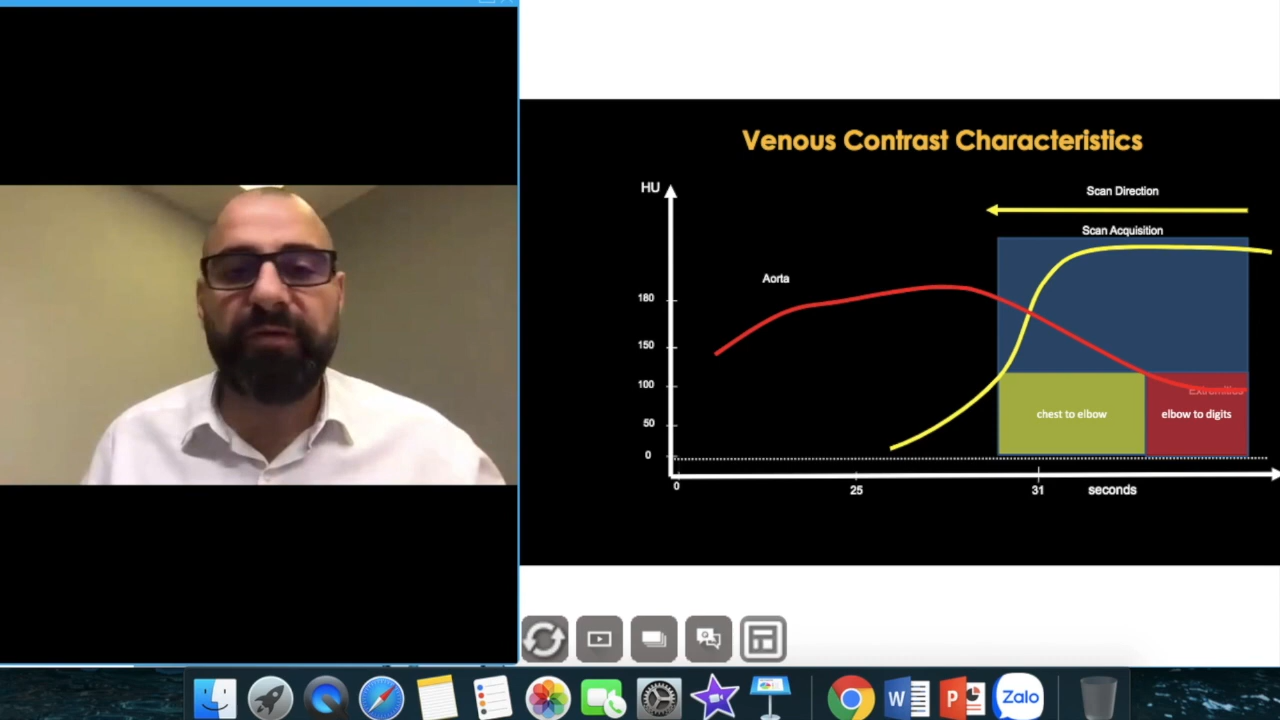 Venous Contrast Characteristics
HU
Scan Direction
Scan Acquisition
Aorta
180
150
100
50
0
Extremities
chest to elbow
elbow to digits
0
25
31
seconds
W
P
Zalo